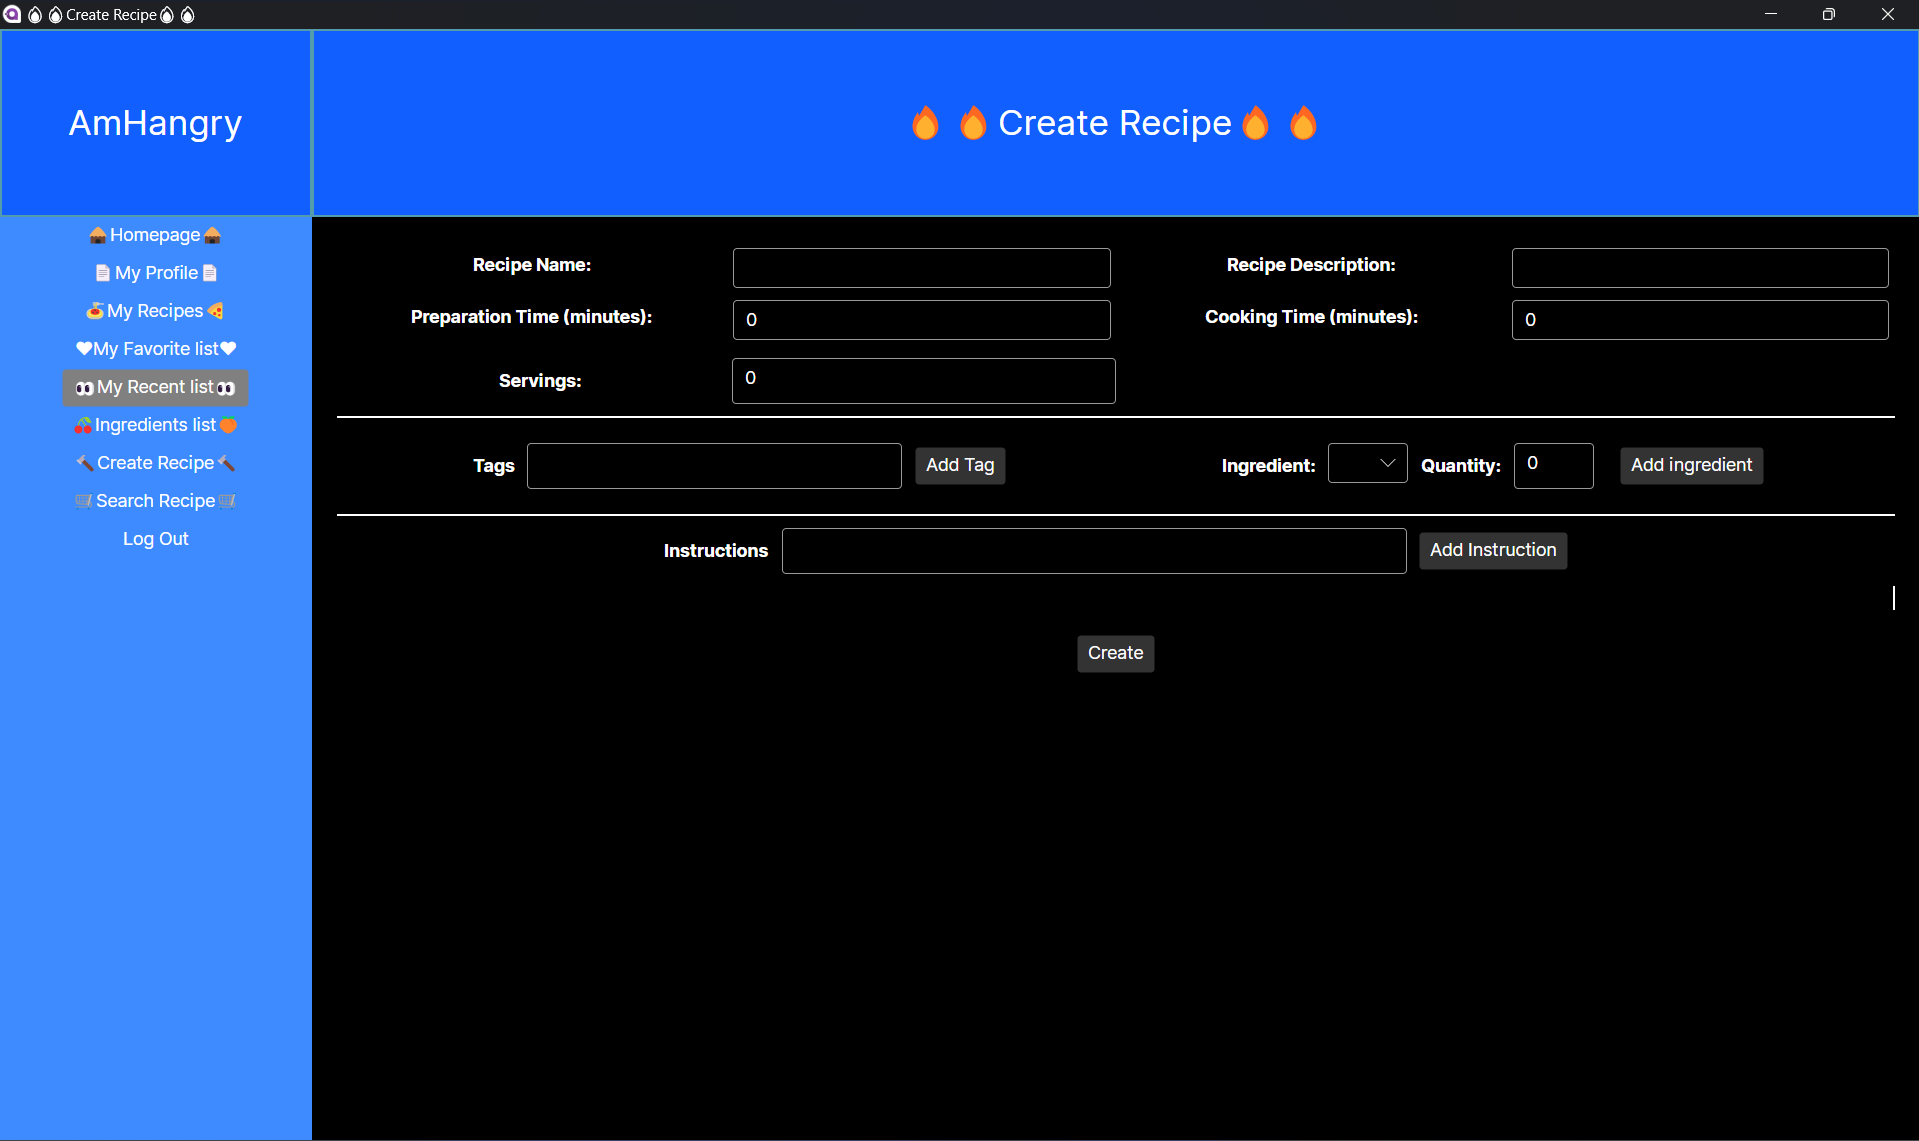 🔥 🔥 Create Recipe🔥 🔥
AmHangry
🔥 🔥 Create Recipe🔥 🔥
🛖Homepage🛖
📄My Profile📄
🍝My Recipes🍕
🤍My Favorite list🤍
👀My Recent list👀
🍒Ingredients list🍑
🔨Create Recipe🔨
🛒Search Recipe🛒
Log Out
Recipe Name:
Recipe Description:
Preparation Time (minutes): 0
Cooking Time (minutes): 0
Servings: 0
Tags Add Tag
Ingredient: Quantity: 0 Add ingredient
Instructions Add Instruction
Create